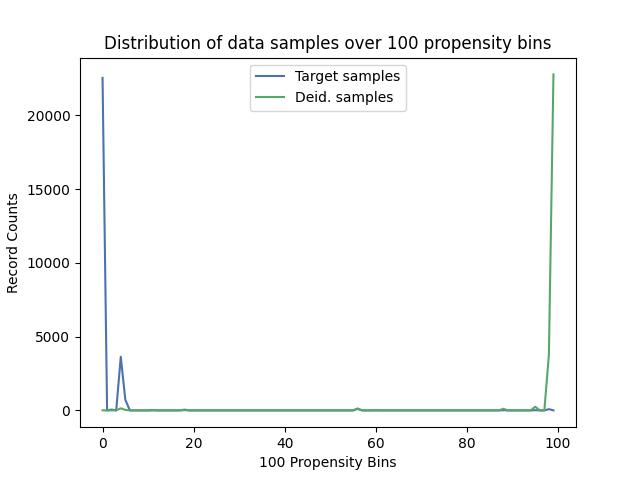 Distribution of data samples over 100 propensity bins
Target samples
Deid. samples
20000
15000
10000
5000
0
Record Counts
0 20 40 60 80 100
100 Propensity Bins